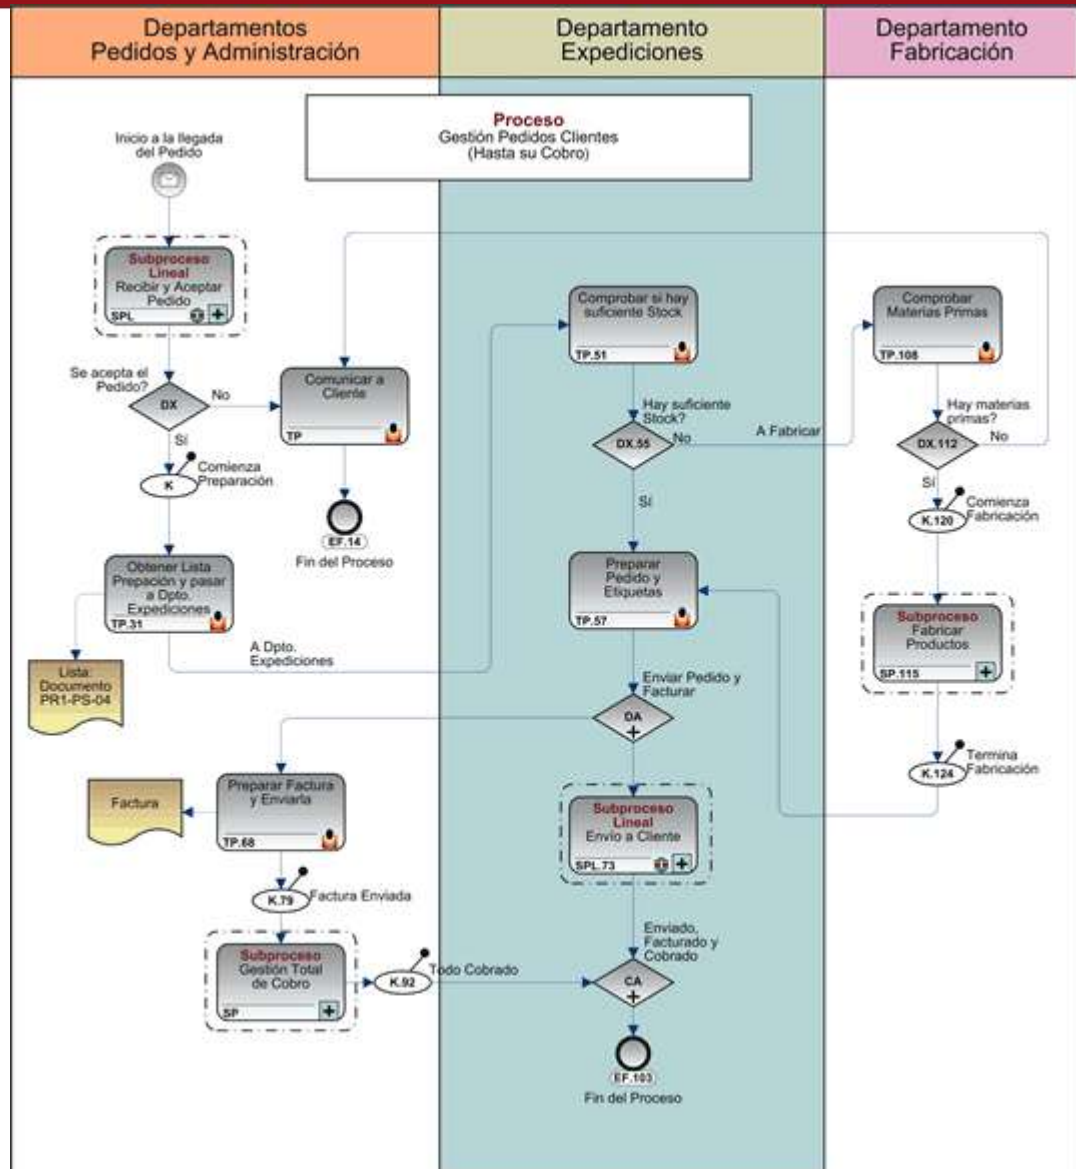 Departamentos
Pedidos y Administración
Departamento
Expediciones
Departamento
Fabricación
Proceso
Gestión Pedidos Clientes
(Hasta su Cobro)
Inicio a la llegada
del Pedido
Subproceso
Lineal
Recibir y Aceptar
Pedido
SPL
Se acepta el
Pedido?
DX
No
Sí
Comunicar a
Cliente
TP
EF.14
Fin del Proceso
K
Comienza
Preparación
Obtener Lista
Prepación y pasar
a Dpto.
Expediciones
TP.31
Lista:
Documento
PR1-PS-04
A Dpto.
Expediciones
Comprobar si hay
suficiente Stock
TP.51
Hay suficiente
Stock?
DX.55
No
A Fabricar
Sí
Comprobar
Materias Primas
TP.108
Hay materias
primas?
DX.112
No
Sí
K.120
Comienza
Fabricación
Subproceso
Fabricar
Productos
SP.115
K.124
Termina
Fabricación
Preparar
Pedido y
Etiquetas
TP.57
Enviar Pedido y
Facturar
DA
Preparar Factura
y Enviarla
TP.68
Factura
K.79
Factura Enviada
Subproceso
Gestión Total
de Cobro
SP
K.92
Todo Cobrado
Subproceso
Lineal
Envío a Cliente
SPL.73
Enviado,
Facturado y
Cobrado
CA
EF.103
Fin del Proceso